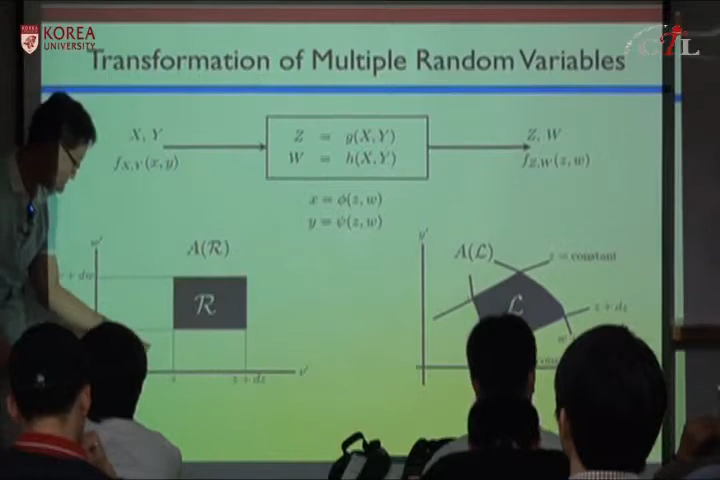 KOREA
UNIVERSITY
Transformation of Multiple Random Variables
X, Y
f_{X,Y}(x, y)
Z = g(X, Y)
W = h(X, Y)
Z, W
f_{Z,W}(z, w)
x = ϕ(z, w)
y = ψ(z, w)
A(ℛ)
ℛ
z
z + dz
y'
A(ℒ)
z = constant
ℒ
z + dz